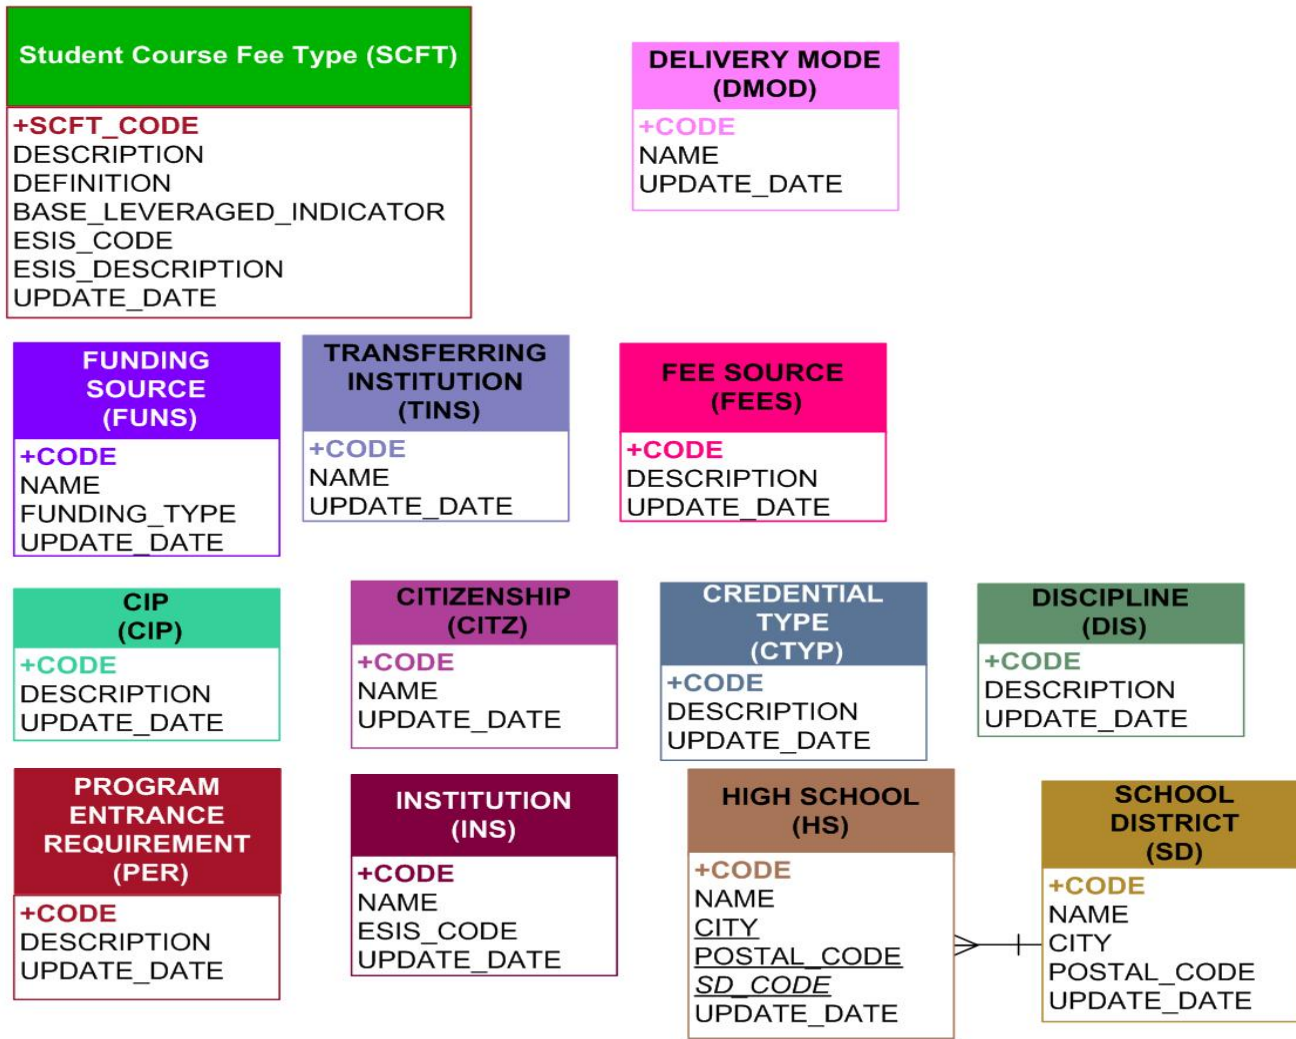 Student Course Fee Type (SCFT)
+SCFT_CODE
DESCRIPTION
DEFINITION
BASE_LEVERAGED_INDICATOR
ESIS_CODE
ESIS_DESCRIPTION
UPDATE_DATE
DELIVERY MODE
(DMOD)
+CODE
NAME
UPDATE_DATE
FUNDING
SOURCE
(FUNS)
+CODE
NAME
FUNDING_TYPE
UPDATE_DATE
TRANSFERRING
INSTITUTION
(TINS)
+CODE
NAME
UPDATE_DATE
FEE SOURCE
(FEES)
+CODE
DESCRIPTION
UPDATE_DATE
CIP
(CIP)
+CODE
DESCRIPTION
UPDATE_DATE
CITIZENSHIP
(CITZ)
+CODE
NAME
UPDATE_DATE
CREDENTIAL
TYPE
(CTYP)
+CODE
DESCRIPTION
UPDATE_DATE
DISCIPLINE
(DIS)
+CODE
DESCRIPTION
UPDATE_DATE
PROGRAM
ENTRANCE
REQUIREMENT
(PER)
+CODE
DESCRIPTION
UPDATE_DATE
INSTITUTION
(INS)
+CODE
NAME
ESIS_CODE
UPDATE_DATE
HIGH SCHOOL
(HS)
+CODE
NAME
CITY
POSTAL_CODE
SD_CODE
UPDATE_DATE
SCHOOL
DISTRICT
(SD)
+CODE
NAME
CITY
POSTAL_CODE
UPDATE_DATE